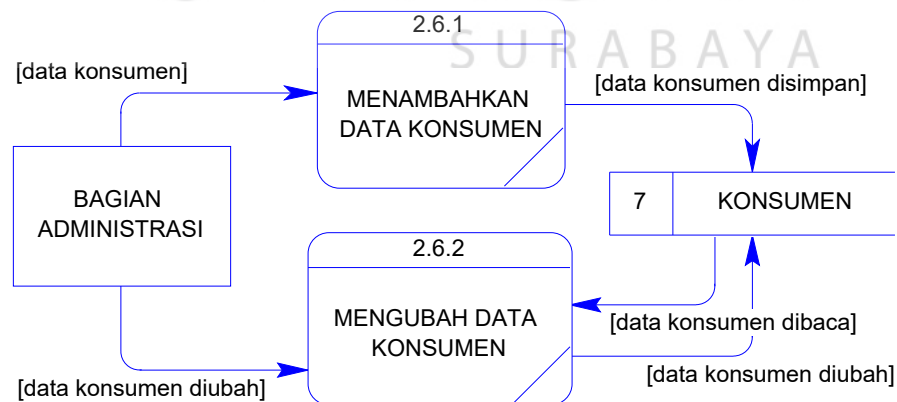 SURABAYA
2.6.1
[data konsumen]
MENAMBAHKAN
DATA KONSUMEN
[data konsumen disimpan]
BAGIAN
ADMINISTRASI
7
KONSUMEN
2.6.2
MENGUBAH DATA
KONSUMEN
[data konsumen dibaca]
[data konsumen diubah]
[data konsumen diubah]